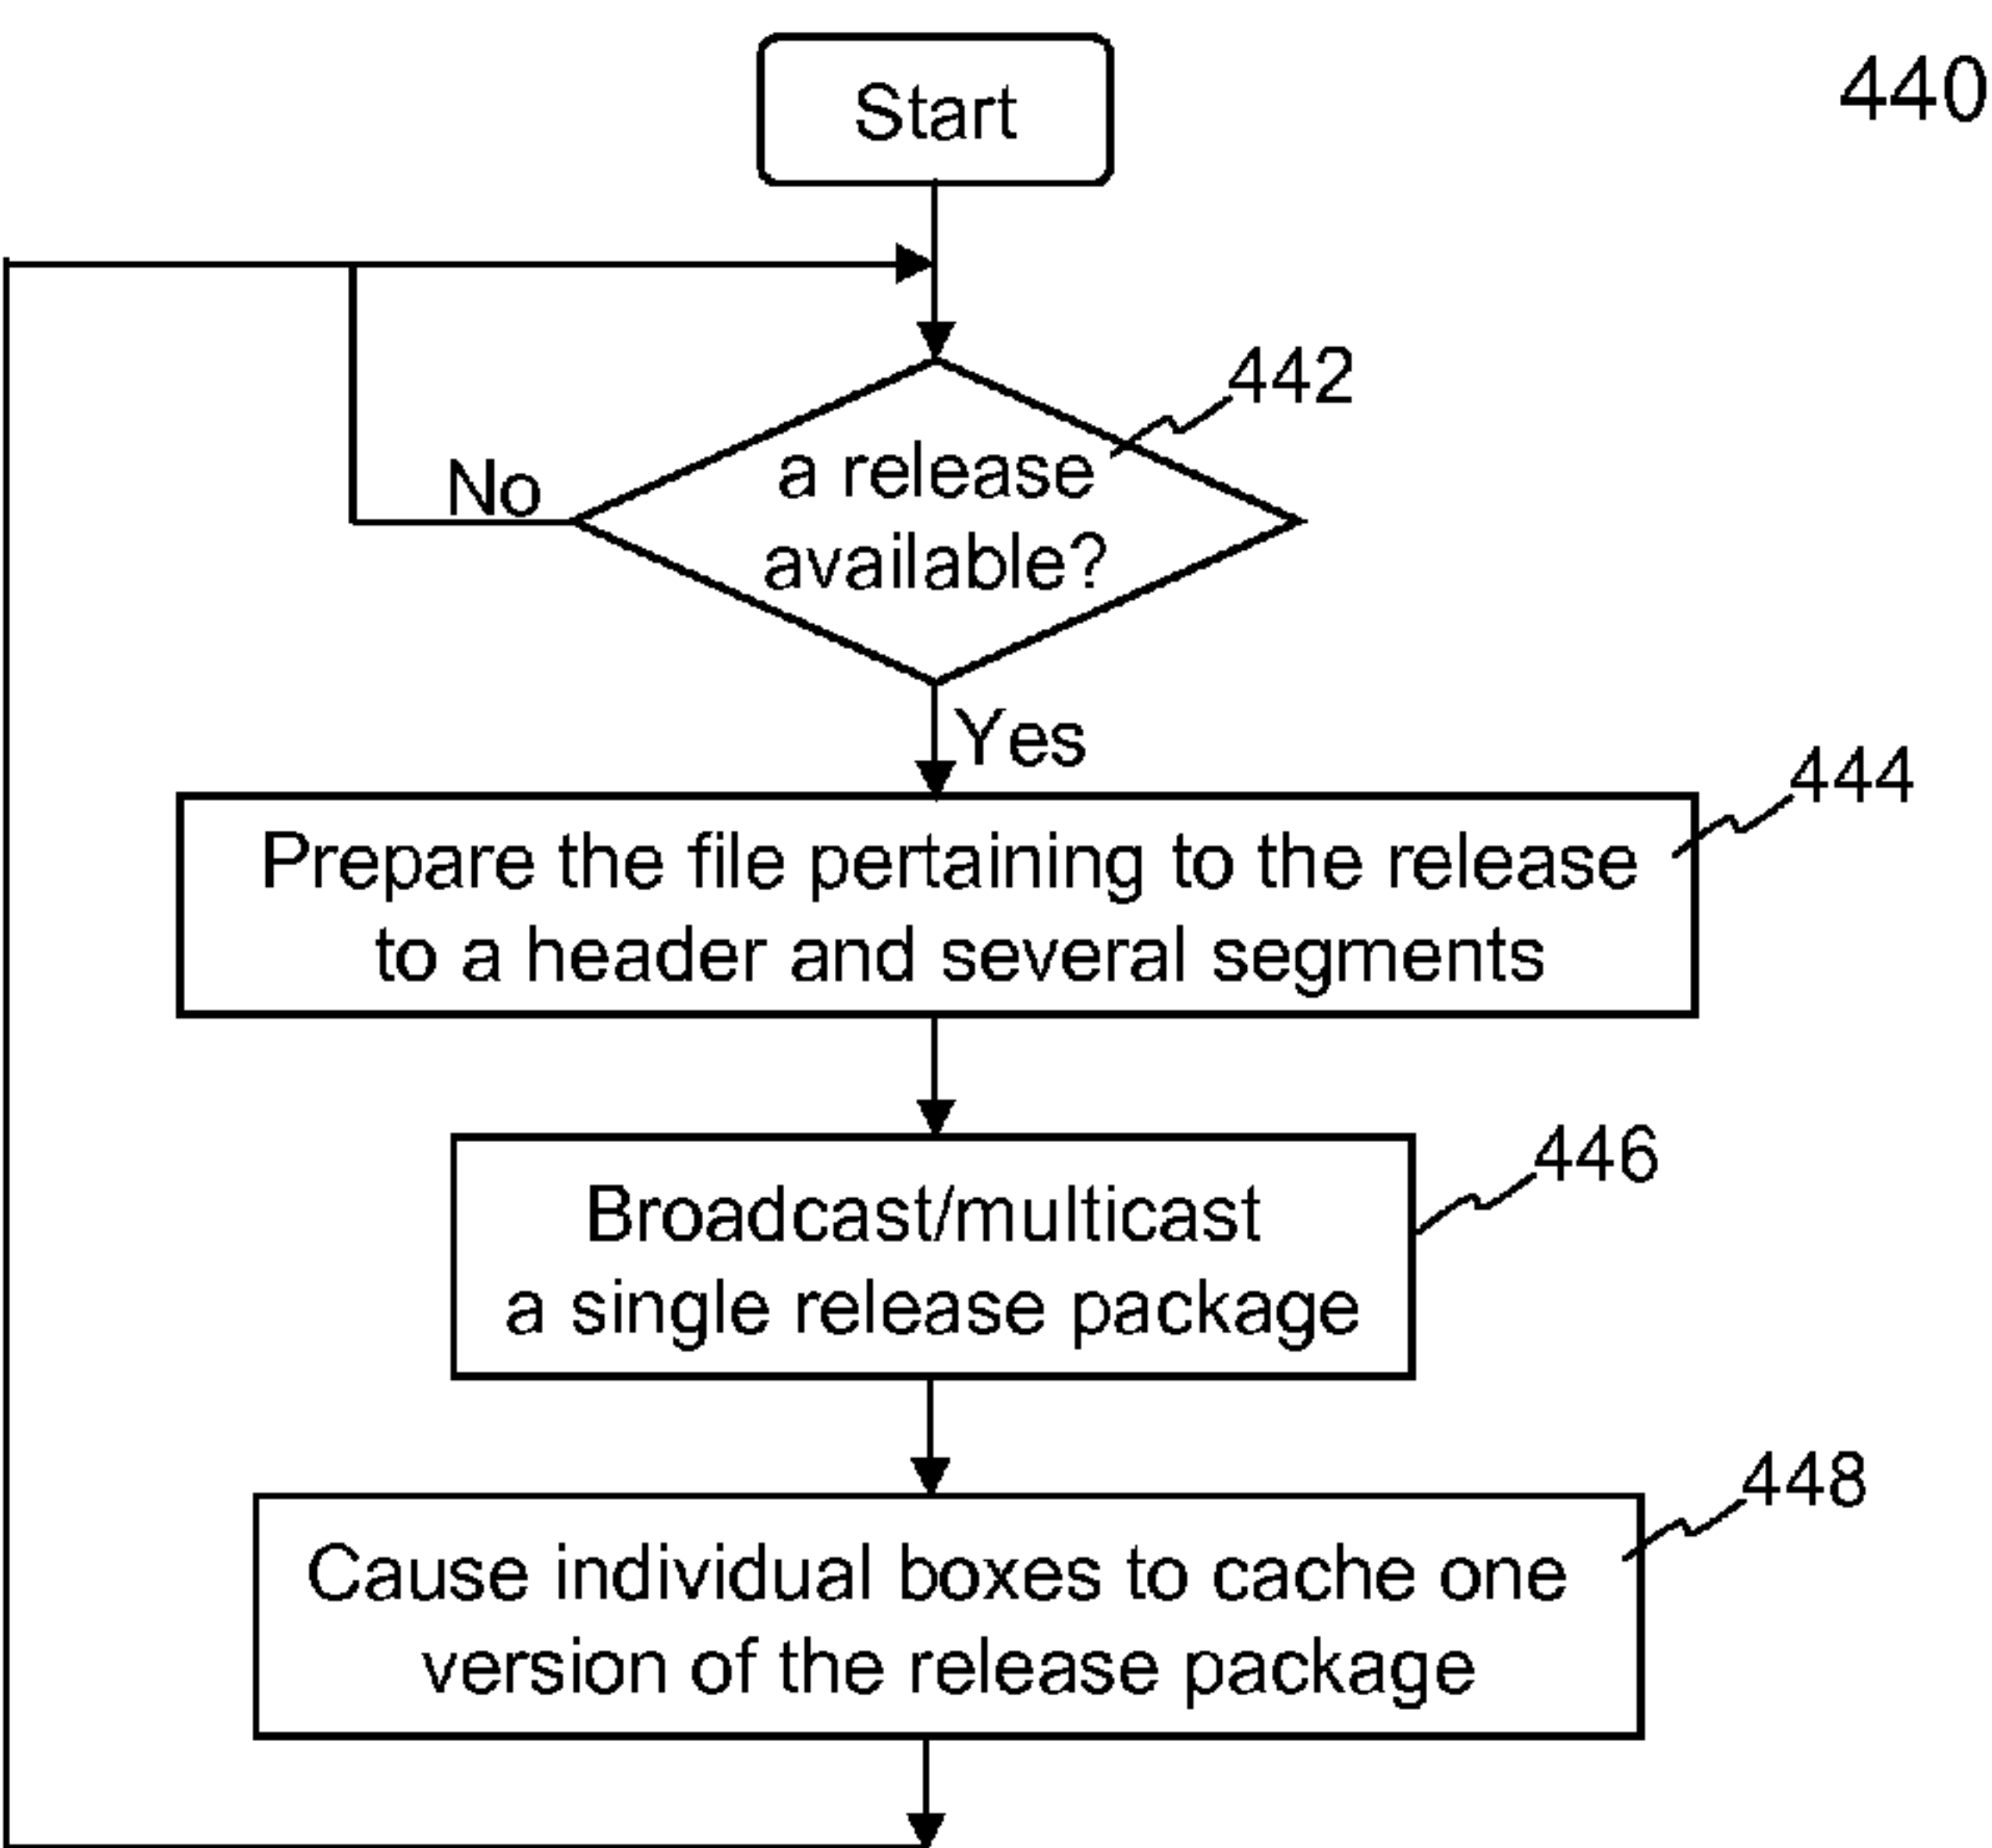 Start
440
442
a release
available?
No
Yes
444
Prepare the file pertaining to the release
to a header and several segments
446
Broadcast/multicast
a single release package
448
Cause individual boxes to cache one
version of the release package